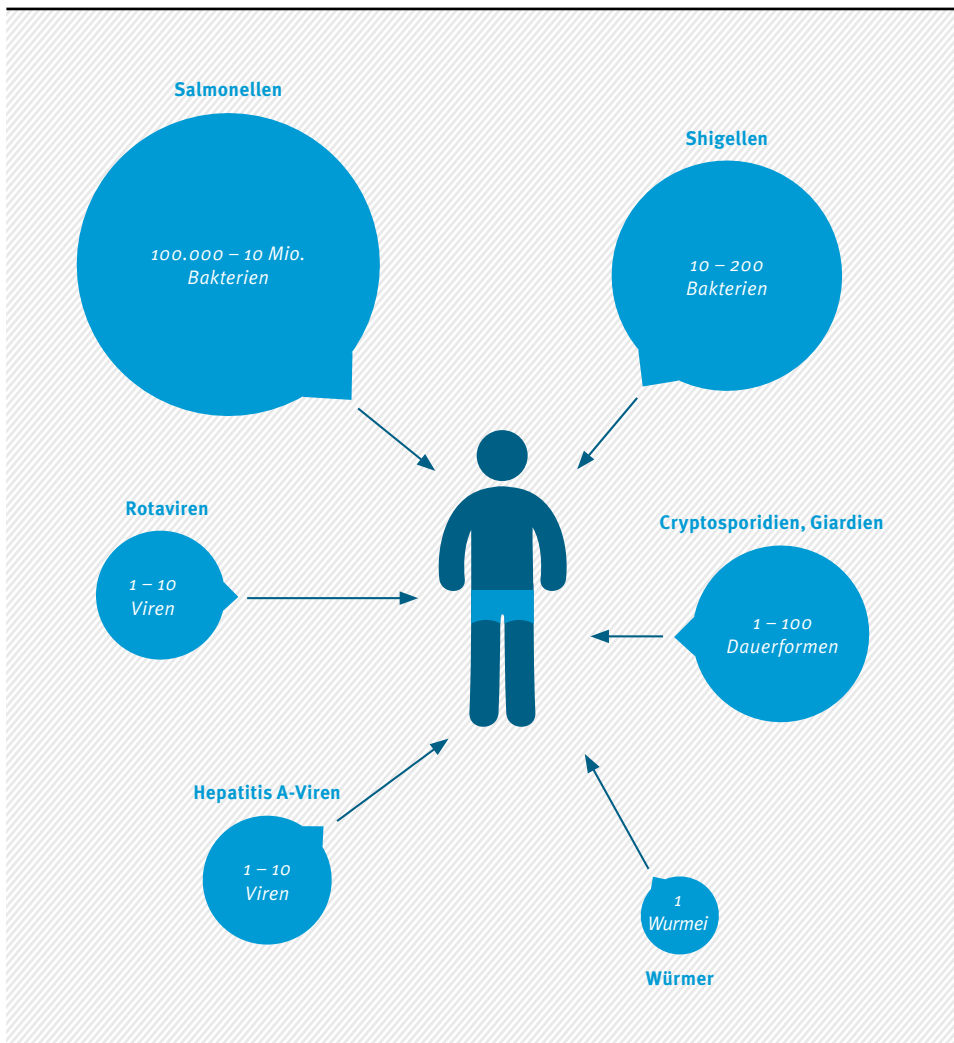 Salmonellen
100.000 – 10 Mio.
Bakterien
Shigellen
10 – 200
Bakterien
Rotaviren
1 – 10
Viren
Cryptosporidien, Giardien
1 – 100
Dauerformen
Hepatitis A-Viren
1 – 10
Viren
1
Wurmei
Würmer